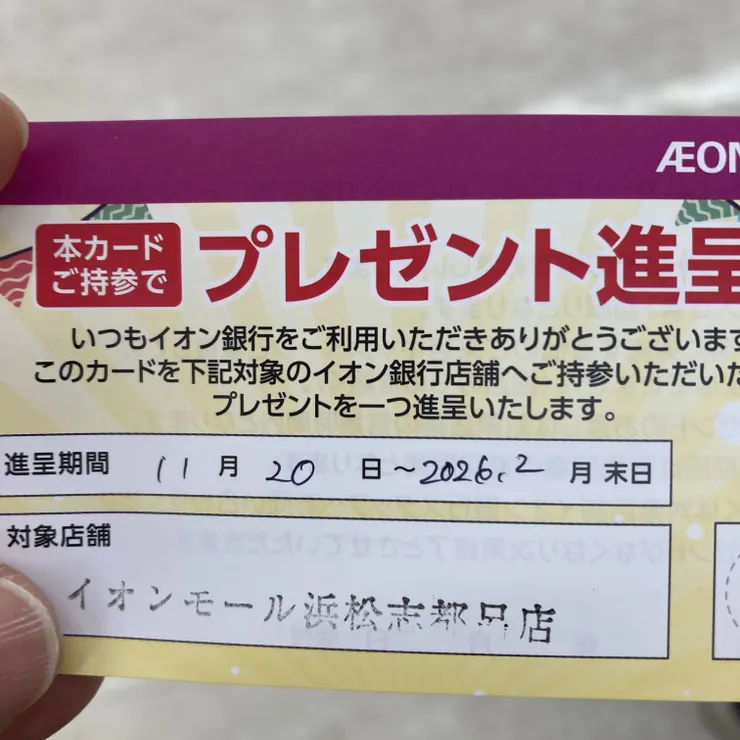 ÆON
本カード
ご持参で
プレゼント進呈
いつもイオン銀行をご利用いただきありがとうございます
このカードを下記対象のイオン銀行店舗へご持参いただいた
プレゼントを一つ進呈いたします。
進呈期間 11月20日～2026.2月末日
対象店舗
イオンモール浜松志都呂店